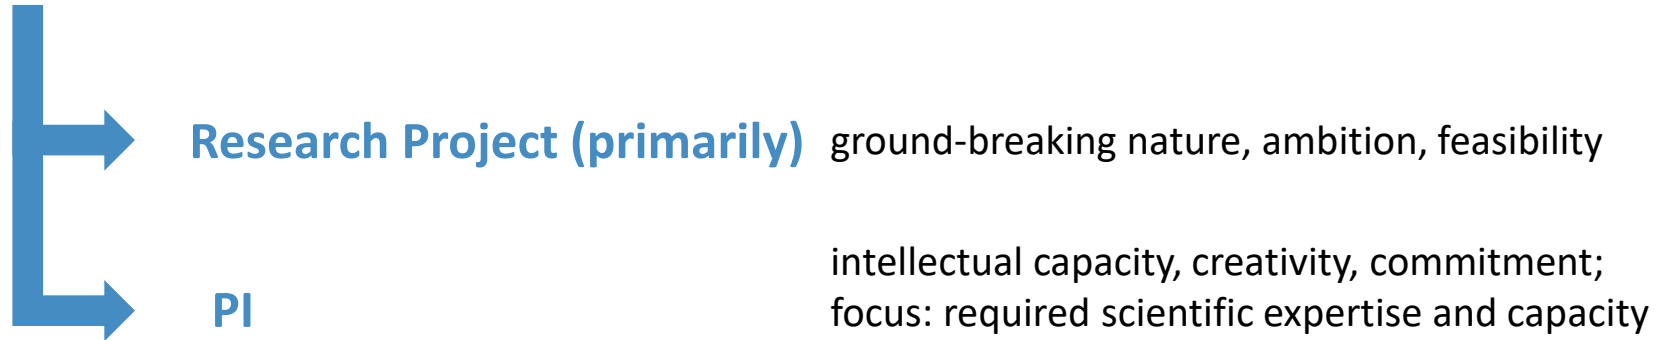 Research Project (primarily) ground-breaking nature, ambition, feasibility
intellectual capacity, creativity, commitment;
PI focus: required scientific expertise and capacity